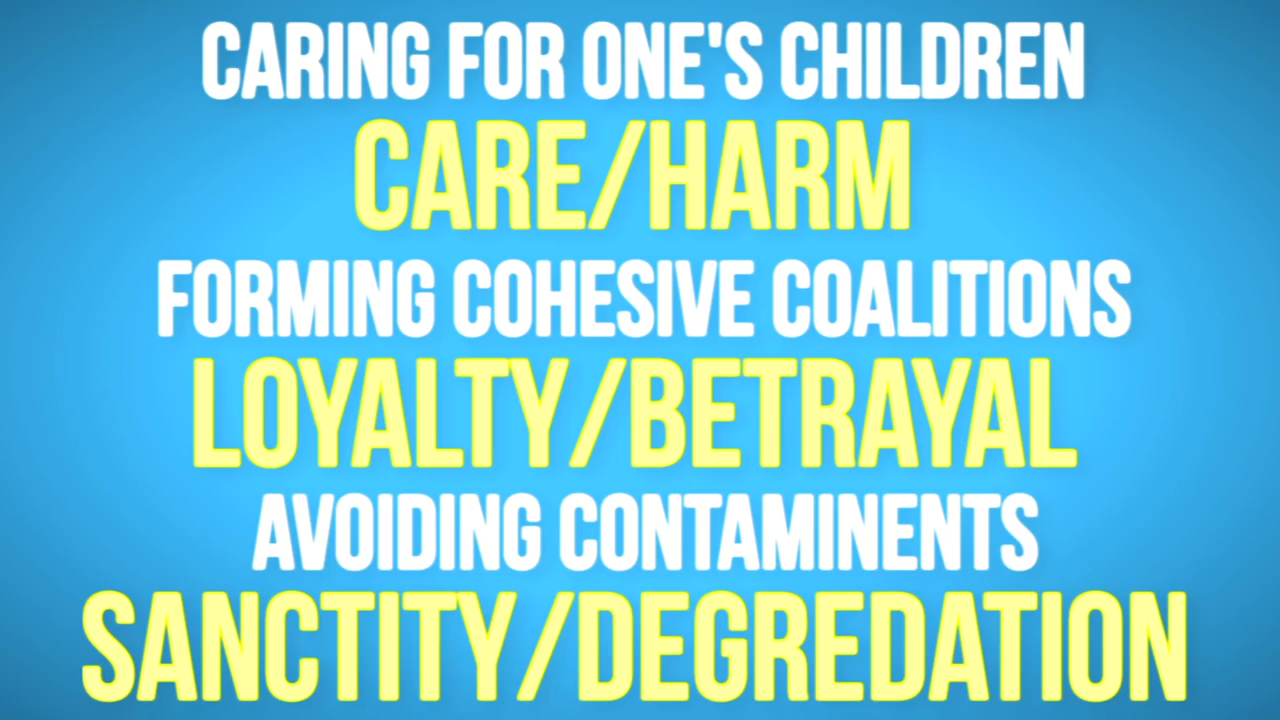 CARING FOR ONE'S CHILDREN
CARE/HARM
FORMING COHESIVE COALITIONS
LOYALTY/BETRAYAL
AVOIDING CONTAMINENTS
SANCTITY/DEGREDATION